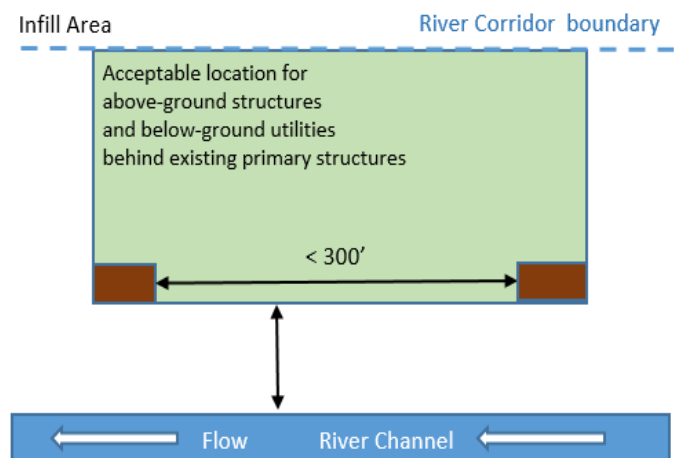 Infill Area
River Corridor boundary
Acceptable location for
above-ground structures
and below-ground utilities
behind existing primary structures
< 300’
Flow
River Channel